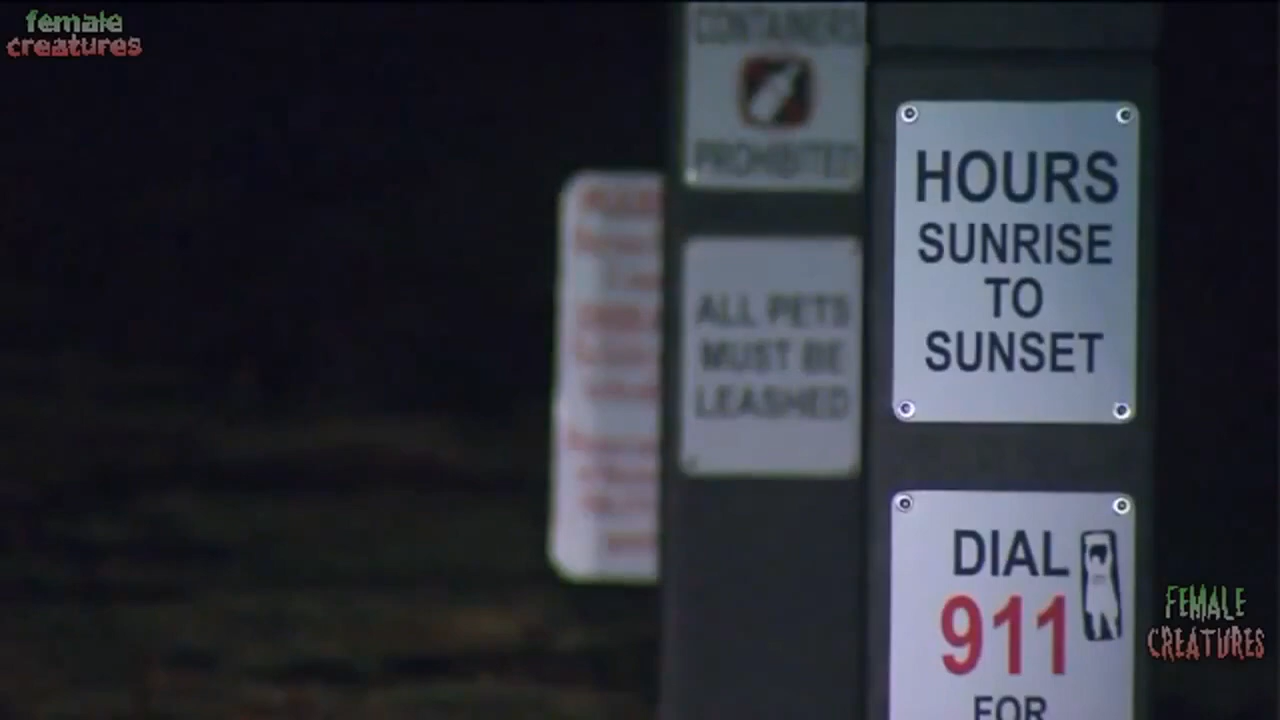 female
creatures
CONTAINERS
PROHIBITED
ALL PETS
MUST BE
LEASHED
HOURS
SUNRISE
TO
SUNSET
DIAL
911
FOR
FEMALE
CREATURES